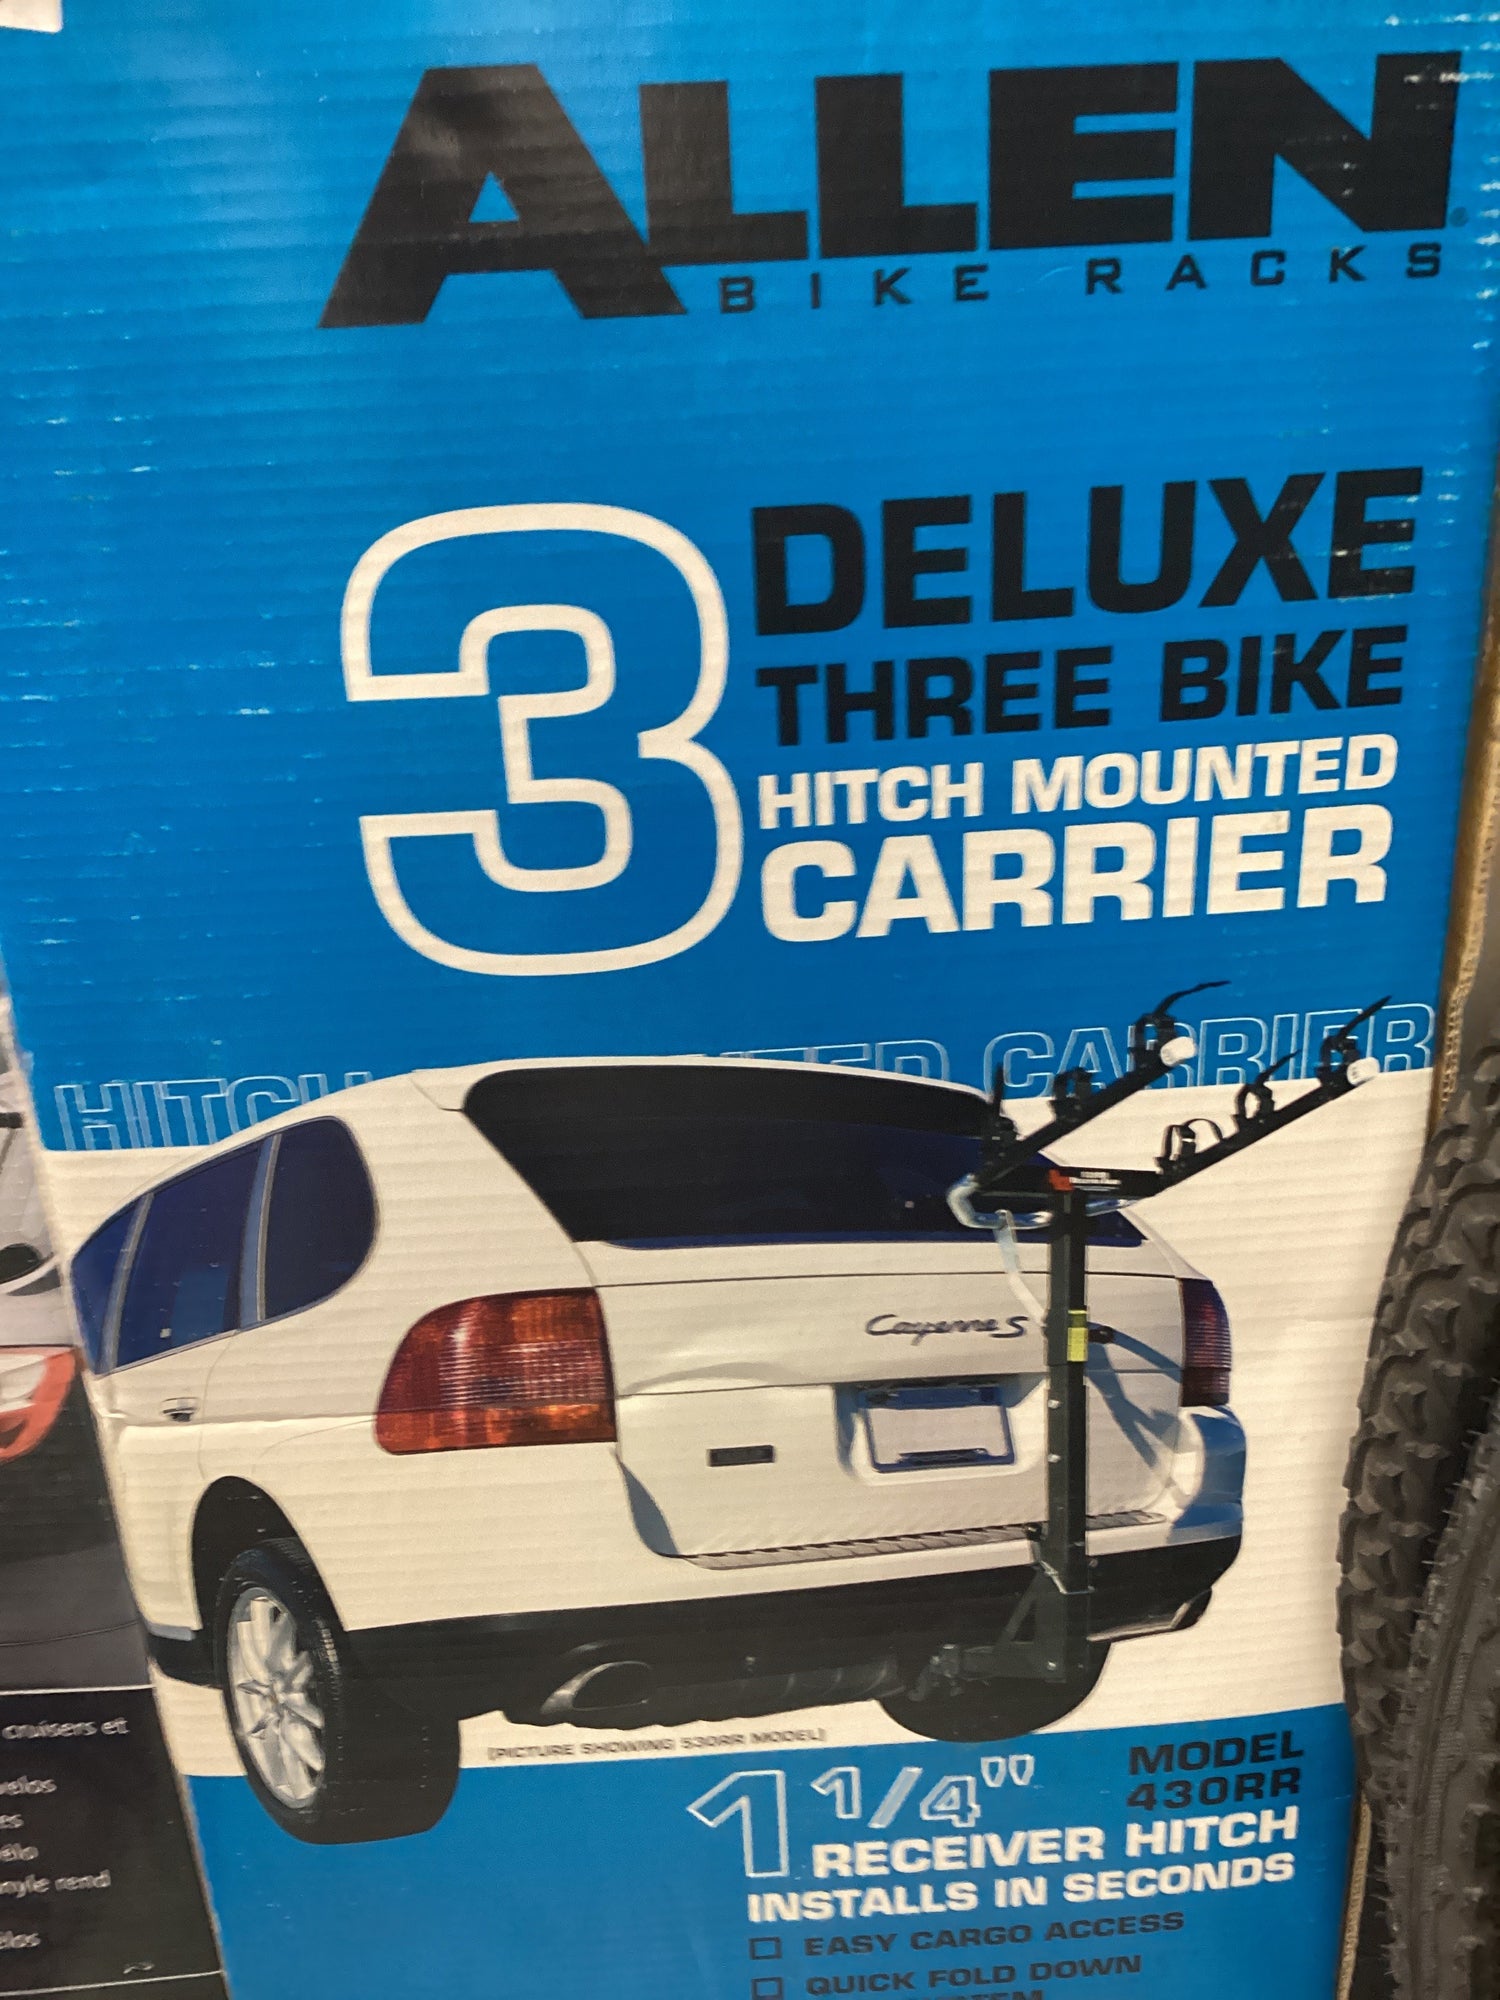 ALLEN
BIKE RACKS
3
DELUXE
THREE BIKE
HITCH MOUNTED
CARRIER
CARRIER
Cayenne S
[PICTURE SHOWING 530RR MODEL]
1 1/4"
MODEL
430RR
RECEIVER HITCH
INSTALLS IN SECONDS
EASY CARGO ACCESS
QUICK FOLD DOWN
cruisers et
rend